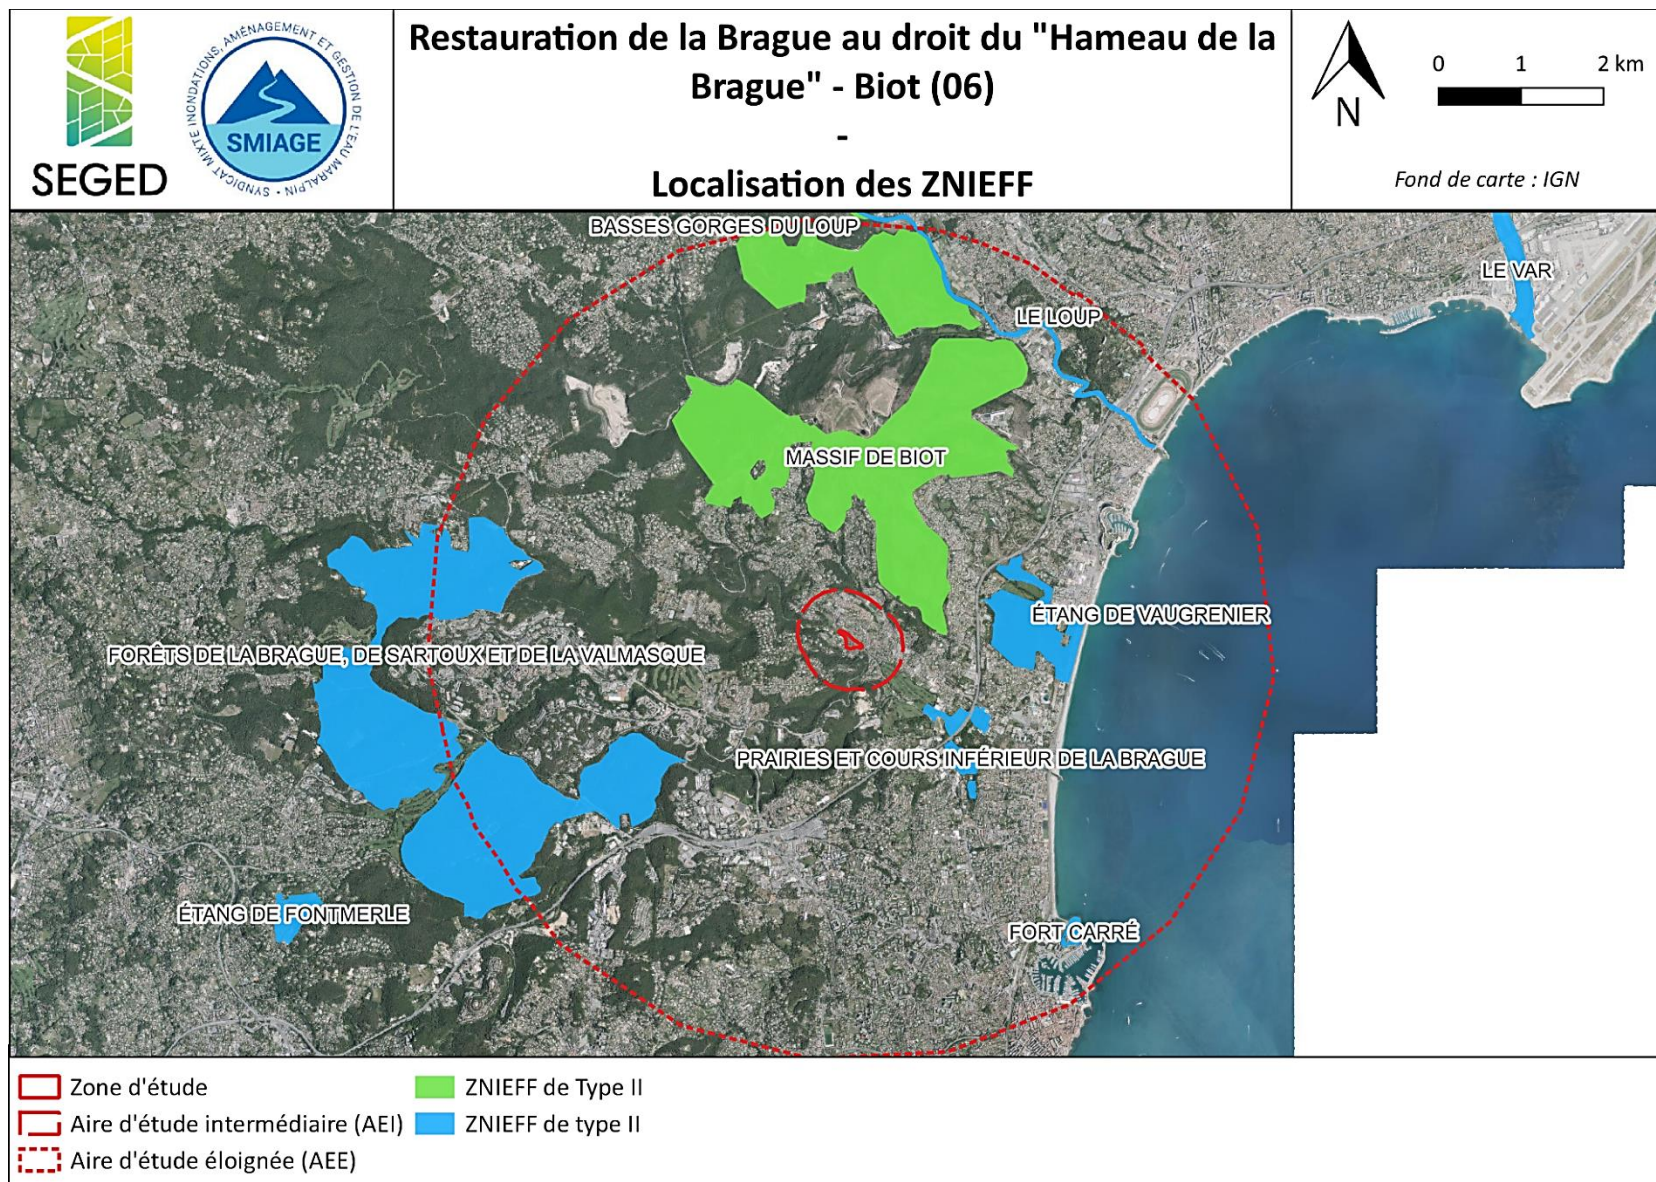 SEGED
SYNDICAT MIXTE INONDATIONS, AMÉNAGEMENT ET GESTION DE L'EAU MARALPIN
SMIAGE
Restauration de la Brague au droit du "Hameau de la
Brague" - Biot (06)
-
Localisation des ZNIEFF
N
0 1 2 km
Fond de carte : IGN
BASSES GORGES DU LOUP
LE VAR
LE LOUP
MASSIF DE BIOT
ÉTANG DE VAUGRENIER
FORÊTS DE LA BRAGUE, DE SARTOUX ET DE LA VALMASQUE
PRAIRIES ET COURS INFÉRIEUR DE LA BRAGUE
ÉTANG DE FONTMERLE
FORT CARRÉ
Zone d'étude
Aire d'étude intermédiaire (AEI)
Aire d'étude éloignée (AEE)
ZNIEFF de Type II
ZNIEFF de type II